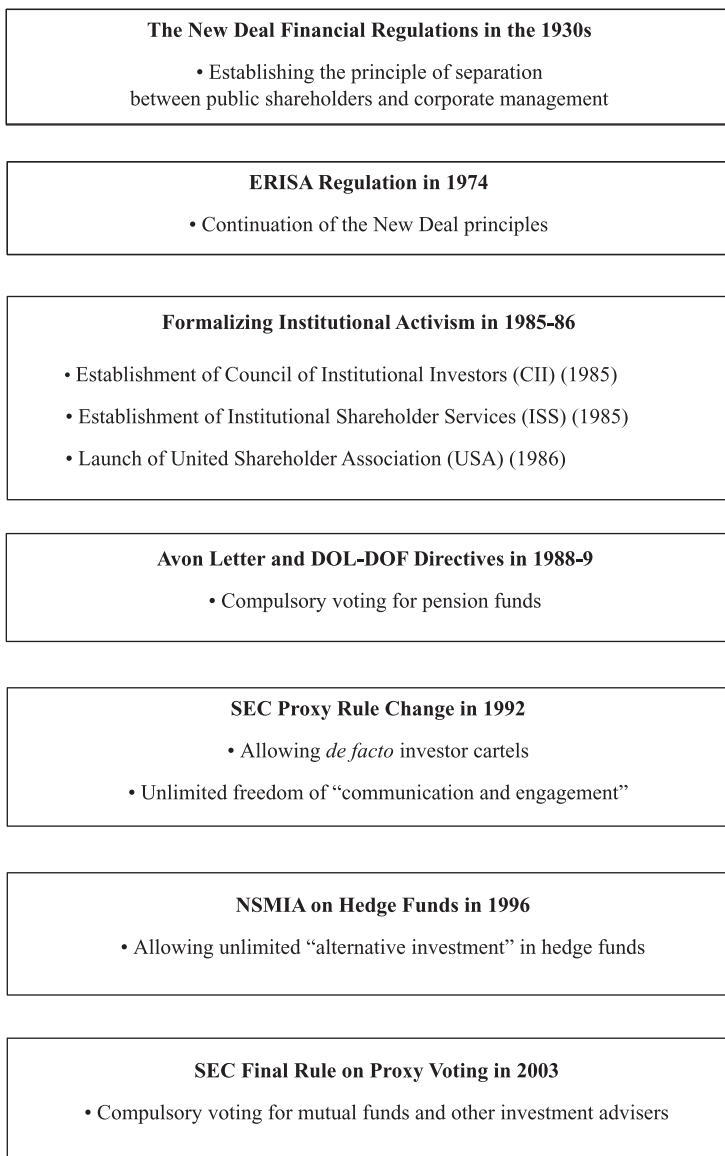 The New Deal Financial Regulations in the 1930s
• Establishing the principle of separation
between public shareholders and corporate management
ERISA Regulation in 1974
• Continuation of the New Deal principles
Formalizing Institutional Activism in 1985-86
• Establishment of Council of Institutional Investors (CII) (1985)
• Establishment of Institutional Shareholder Services (ISS) (1985)
• Launch of United Shareholder Association (USA) (1986)
Avon Letter and DOL-DOF Directives in 1988-9
• Compulsory voting for pension funds
SEC Proxy Rule Change in 1992
• Allowing de facto investor cartels
• Unlimited freedom of “communication and engagement”
NSMIA on Hedge Funds in 1996
• Allowing unlimited “alternative investment” in hedge funds
SEC Final Rule on Proxy Voting in 2003
• Compulsory voting for mutual funds and other investment advisers